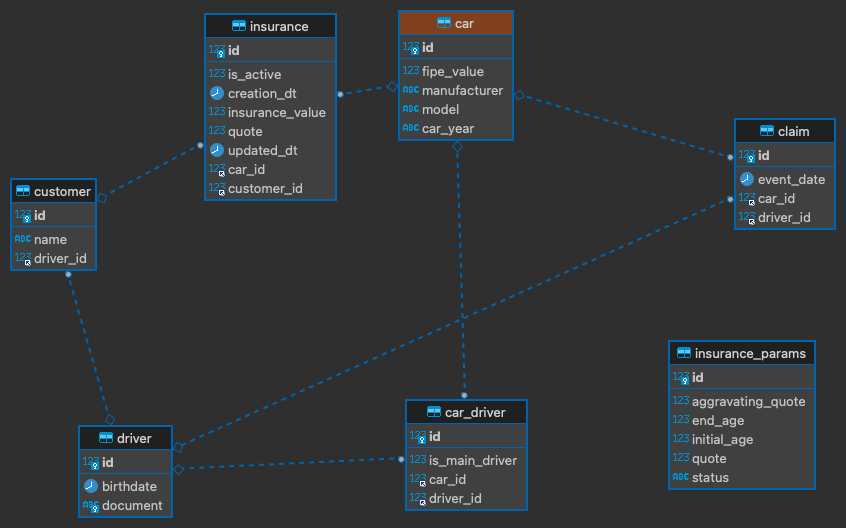 insurance
123 id
123 is_active
creation_dt
123 insurance_value
123 quote
updated_dt
123 car_id
123 customer_id
car
123 id
123 fipe_value
ABC manufacturer
ABC model
ABC car_year
claim
123 id
event_date
123 car_id
123 driver_id
customer
123 id
ABC name
123 driver_id
insurance_params
123 id
123 aggravating_quote
123 end_age
123 initial_age
123 quote
ABC status
car_driver
123 id
123 is_main_driver
123 car_id
123 driver_id
driver
123 id
birthdate
ABC document